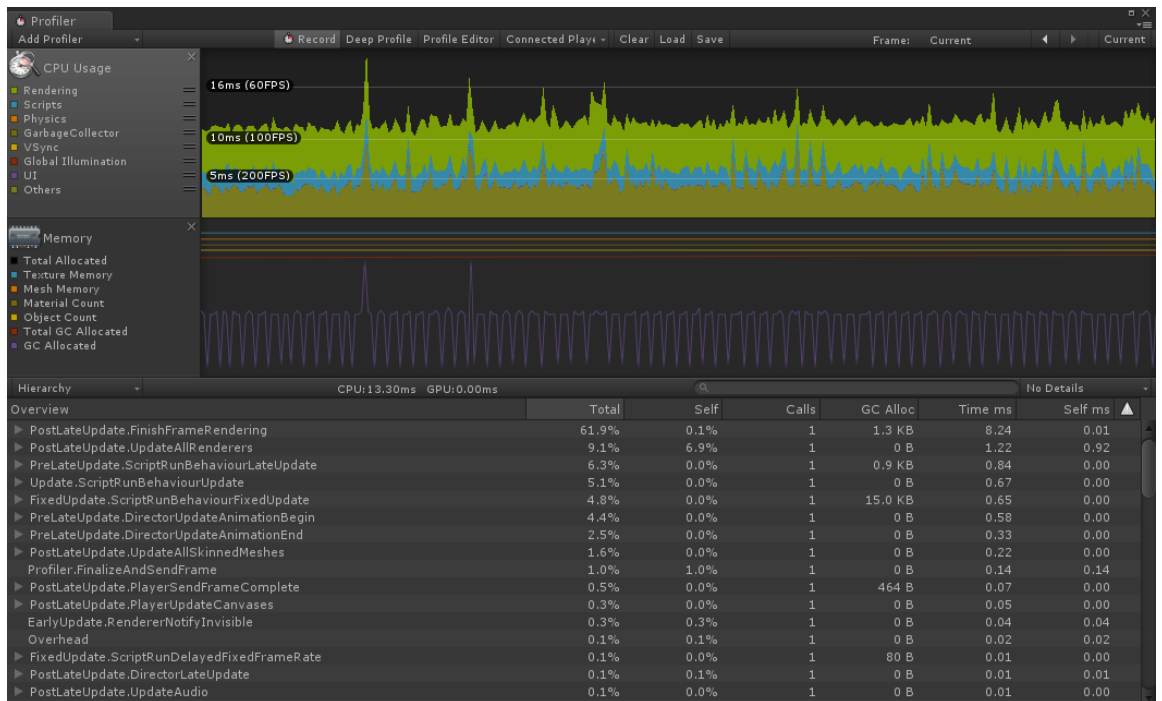 Profiler
Add Profiler Record Deep Profile Profile Editor Connected Playe Clear Load Save Frame: Current Current
CPU Usage
Rendering
Scripts
Physics
GarbageCollector
VSync
Global Illumination
UI
Others
16ms (60FPS)
10ms (100FPS)
5ms (200FPS)
Memory
Total Allocated
Texture Memory
Mesh Memory
Material Count
Object Count
Total GC Allocated
GC Allocated
Hierarchy CPU:13.30ms GPU:0.00ms No Details
Overview Total Self Calls GC Alloc Time ms Self ms
PostLateUpdate.FinishFrameRendering 61.9% 0.1% 1 1.3 KB 8.24 0.01
PostLateUpdate.UpdateAllRenderers 9.1% 6.9% 1 0 B 1.22 0.92
PreLateUpdate.ScriptRunBehaviourLateUpdate 6.3% 0.0% 1 0.9 KB 0.84 0.00
Update.ScriptRunBehaviourUpdate 5.1% 0.0% 1 0 B 0.67 0.00
FixedUpdate.ScriptRunBehaviourFixedUpdate 4.8% 0.0% 1 15.0 KB 0.65 0.00
PreLateUpdate.DirectorUpdateAnimationBegin 4.4% 0.0% 1 0 B 0.58 0.00
PreLateUpdate.DirectorUpdateAnimationEnd 2.5% 0.0% 1 0 B 0.33 0.00
PostLateUpdate.UpdateAllSkinnedMeshes 1.6% 0.0% 1 0 B 0.22 0.00
Profiler.FinalizeAndSendFrame 1.0% 1.0% 1 0 B 0.14 0.14
PostLateUpdate.PlayerSendFrameComplete 0.5% 0.0% 1 464 B 0.07 0.00
PostLateUpdate.PlayerUpdateCanvases 0.3% 0.0% 1 0 B 0.05 0.00
EarlyUpdate.RendererNotifyInvisible 0.3% 0.3% 1 0 B 0.04 0.04
Overhead 0.1% 0.1% 1 0 B 0.02 0.02
FixedUpdate.ScriptRunDelayedFixedFrameRate 0.1% 0.0% 1 80 B 0.01 0.00
PostLateUpdate.DirectorLateUpdate 0.1% 0.1% 1 0 B 0.01 0.01
PostLateUpdate.UpdateAudio 0.1% 0.0% 1 0 B 0.01 0.00